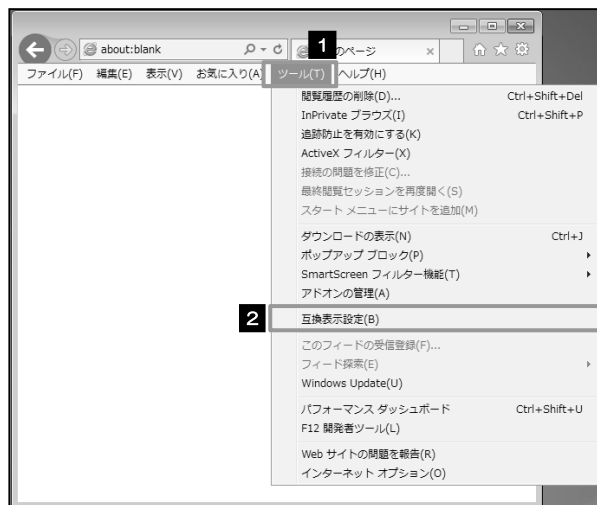 about:blank
1
のページ
ファイル(F) 編集(E) 表示(V) お気に入り(A) ツール(T) ヘルプ(H)
閲覧履歴の削除(D)... Ctrl+Shift+Del
InPrivate ブラウズ(I) Ctrl+Shift+P
追跡防止を有効にする(K)
ActiveX フィルター(X)
接続の問題を修正(C)...
最終閲覧セッションを再度開く(S)
スタート メニューにサイトを追加(M)
ダウンロードの表示(N) Ctrl+J
ポップアップ ブロック(P)
SmartScreen フィルター機能(T)
アドオンの管理(A)
2 互換表示設定(B)
このフィードの受信登録(F)...
フィード探索(E)
Windows Update(U)
パフォーマンス ダッシュボード Ctrl+Shift+U
F12 開発者ツール(L)
Web サイトの問題を報告(R)
インターネット オプション(O)